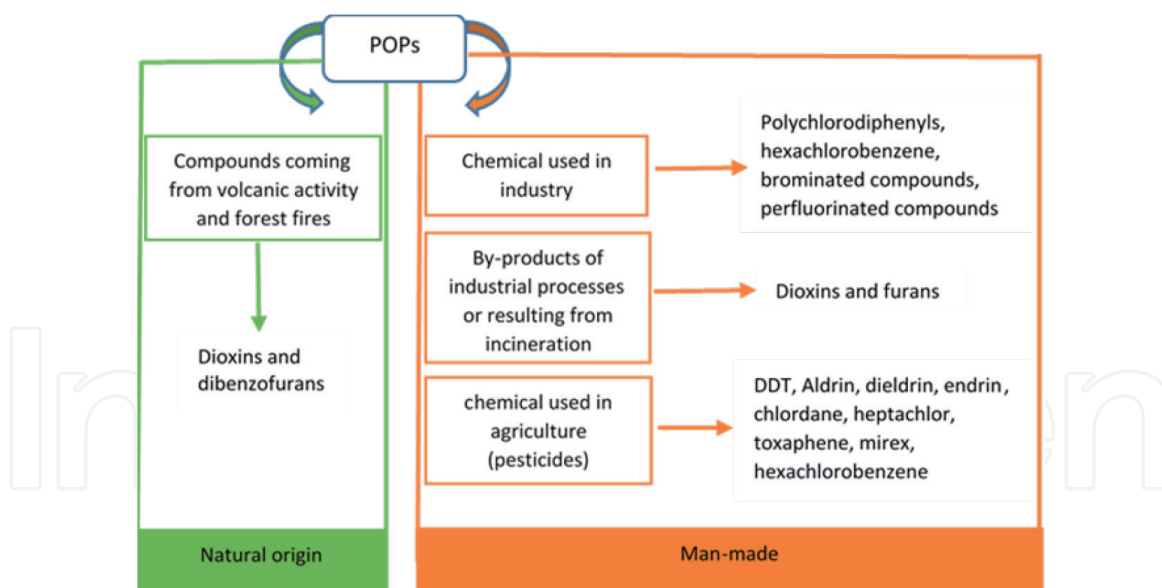 POPs
Compounds coming
from volcanic activity
and forest fires
Dioxins and
dibenzofurans
Natural origin
Chemical used in
industry
Polychlorodiphenyls,
hexachlorobenzene,
brominated compounds,
perfluorinated compounds
By-products of
industrial processes
or resulting from
incineration
Dioxins and furans
chemical used in
agriculture
(pesticides)
DDT, Aldrin, dieldrin, endrin,
chlordane, heptachlor,
toxaphene, mirex,
hexachlorobenzene
Man-made